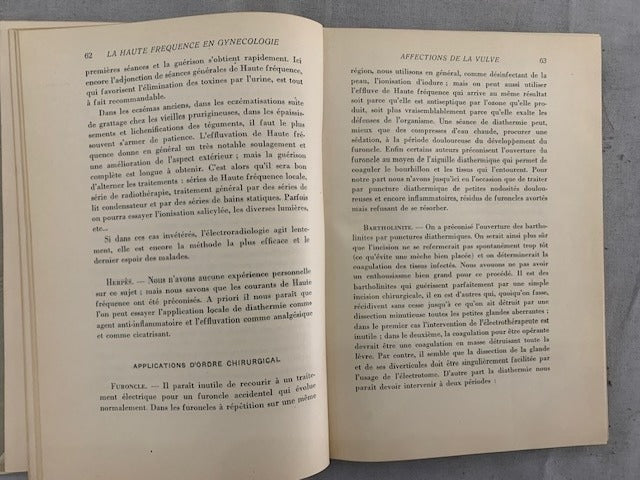 62 LA HAUTE FREQUENCE EN GYNECOLOGIE
premières séances et la guérison s'obtient rapidement. Ici
encore l'adjonction de séances générales de Haute fréquence,
qui favorisent l'élimination des toxines par l'urine, est tout
à fait recommandable.
Dans les eczémas anciens, dans les eczématisations suite
de grattage chez les vieilles prurigineuses, dans les épaissis-
sements et lichénifications des téguments, il faut le plus
souvent s'armer de patience. L'effluvation de Haute fré-
quence donne en général un très notable soulagement et
une amélioration de l'aspect extérieur ; mais la guérison
complète est longue à obtenir. C'est alors qu'il sera bon
d'alterner les traitements : séries de Haute fréquence locale,
série de radiothérapie, traitement général par des séries de
lit condensateur et par des séries de bains statiques. Parfois
on pourra essayer l'ionisation salicylée, les diverses lumières,
etc...
Si dans ces cas invétérés, l'électroradiologie agit lente-
ment, elle est encore la méthode la plus efficace et le
dernier espoir des malades.
HERPÈS. — Nous n'avons aucune expérience personnelle
sur ce sujet ; mais nous savons que les courants de Haute
fréquence ont été préconisés. A priori il nous paraît que
l'on peut essayer l'application locale de diathermie comme
agent anti-inflammatoire et l'effluvation comme analgésique
et comme cicatrisant.
APPLICATIONS D'ORDRE CHIRURGICAL
FURONCLE. — Il paraît inutile de recourir à un traite-
ment électrique pour un furoncle accidentel qui évolue
normalement. Dans les furoncles à répétition sur une même
AFFECTIONS DE LA VULVE 63
région, nous utilisons en général, comme désinfectant de la
peau, l'ionisation d'iodure ; mais on peut aussi utiliser
l'effluve de Haute fréquence qui arrive au même résultat
soit parce qu'elle est antiseptique par l'ozone qu'elle pro-
duit, soit plus vraisemblablement parce qu'elle exalte les
défenses de l'organisme. Une séance de diathermie peut,
mieux que des compresses d'eau chaude, procurer une
sédation, à la période douloureuse du développement du
furoncle. Enfin certains auteurs préconisent l'ouverture du
furoncle au moyen de l'aiguille diathermique qui permet de
coaguler le bourbillon et les tissus qui l'entourent. Pour
notre part nous n'avons jusqu'ici eu l'occasion que de traiter
par puncture diathermique de petites nodosités doulou-
reuses et encore inflammatoires, résidus de furoncles avortés
mais refusant de se résorber.
BARTHOLINITE. — On a préconisé l'ouverture des bartho-
linites par punctures diathermiques. On serait ainsi plus sûr
que l'incision ne se refermerait pas spontanément trop tôt
(ce qu'évite une mèche bien placée) et on déterminerait la
coagulation des tissus infectés. Nous avouons ne pas avoir
un enthousiasme bien grand pour ce procédé. Il est des
bartholinites qui guérissent parfaitement par une simple
incision chirurgicale, il en est d'autres qui, quoiqu'on fasse,
récidivent sans cesse jusqu'à ce qu'on ait détruit par une
dissection minutieuse toutes les petites glandes aberrantes ;
dans le premier cas l'intervention de l'électrothérapeute est
inutile ; dans le deuxième, la coagulation pour être opérante
devrait être une coagulation en masse détruisant toute la
lèvre. Par contre, il semble que la dissection de la glande
et de ses diverticules doit être singulièrement facilitée par
l'usage de l'électrotome. D'autre part la diathermie nous
paraît devoir intervenir à deux périodes :